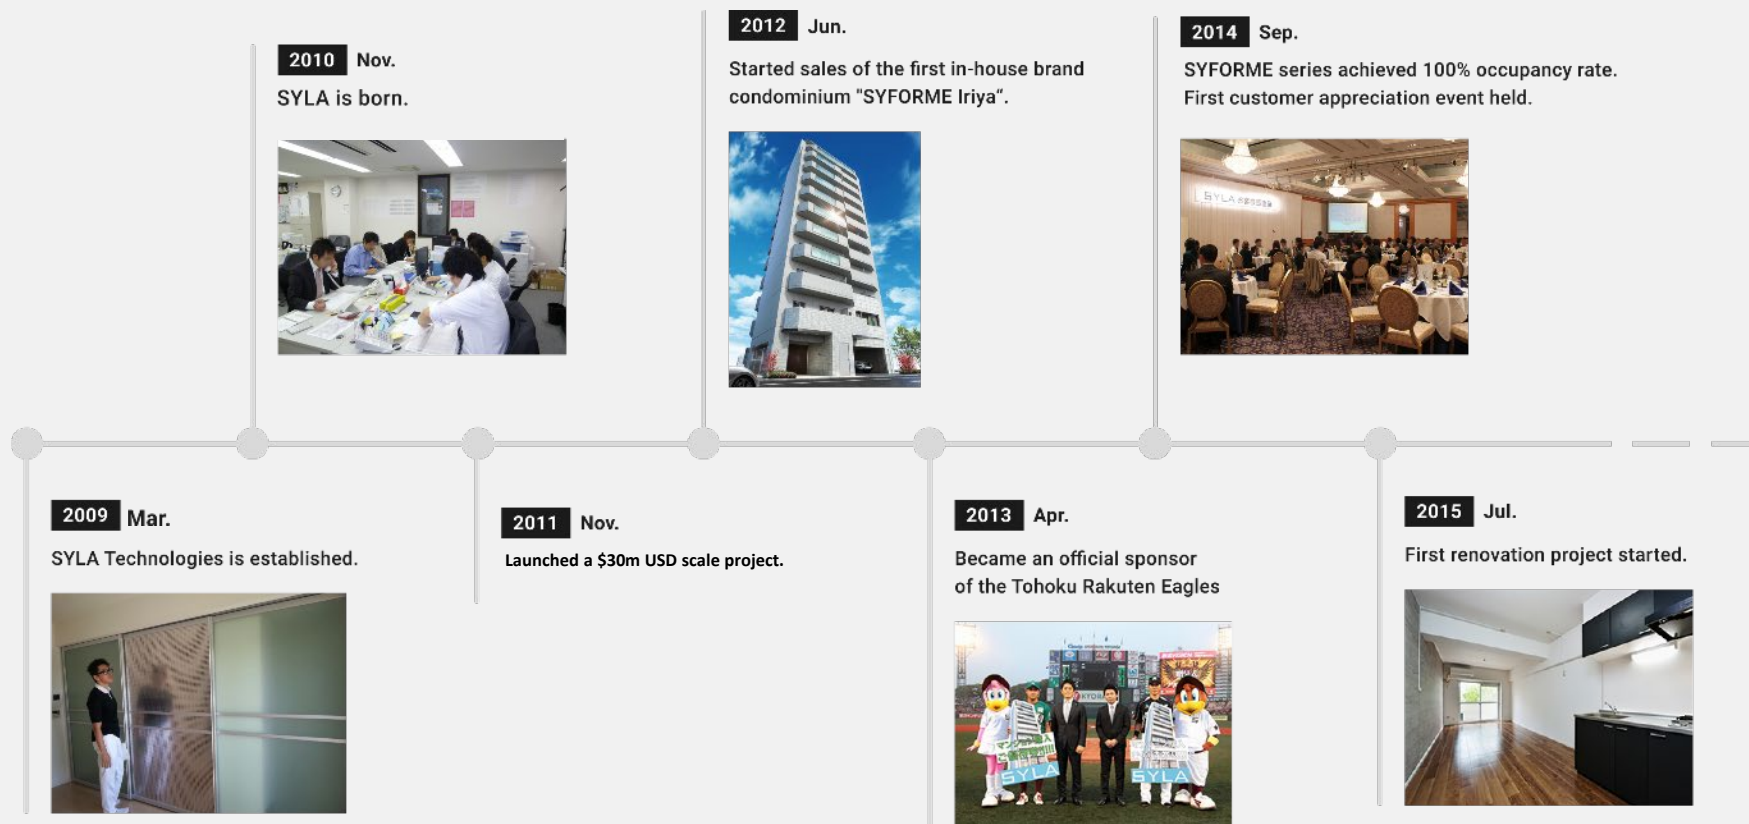 2009 Mar.
SYLA Technologies is established.
2010 Nov.
SYLA is born.
2011 Nov.
Launched a $30m USD scale project.
2012 Jun.
Started sales of the first in-house brand
condominium "SYFORME Iriya“.
2013 Apr.
Became an official sponsor
of the Tohoku Rakuten Eagles
SYLA
SYLA
2014 Sep.
SYFORME series achieved 100% occupancy rate.
First customer appreciation event held.
SYLA
2015 Jul.
First renovation project started.